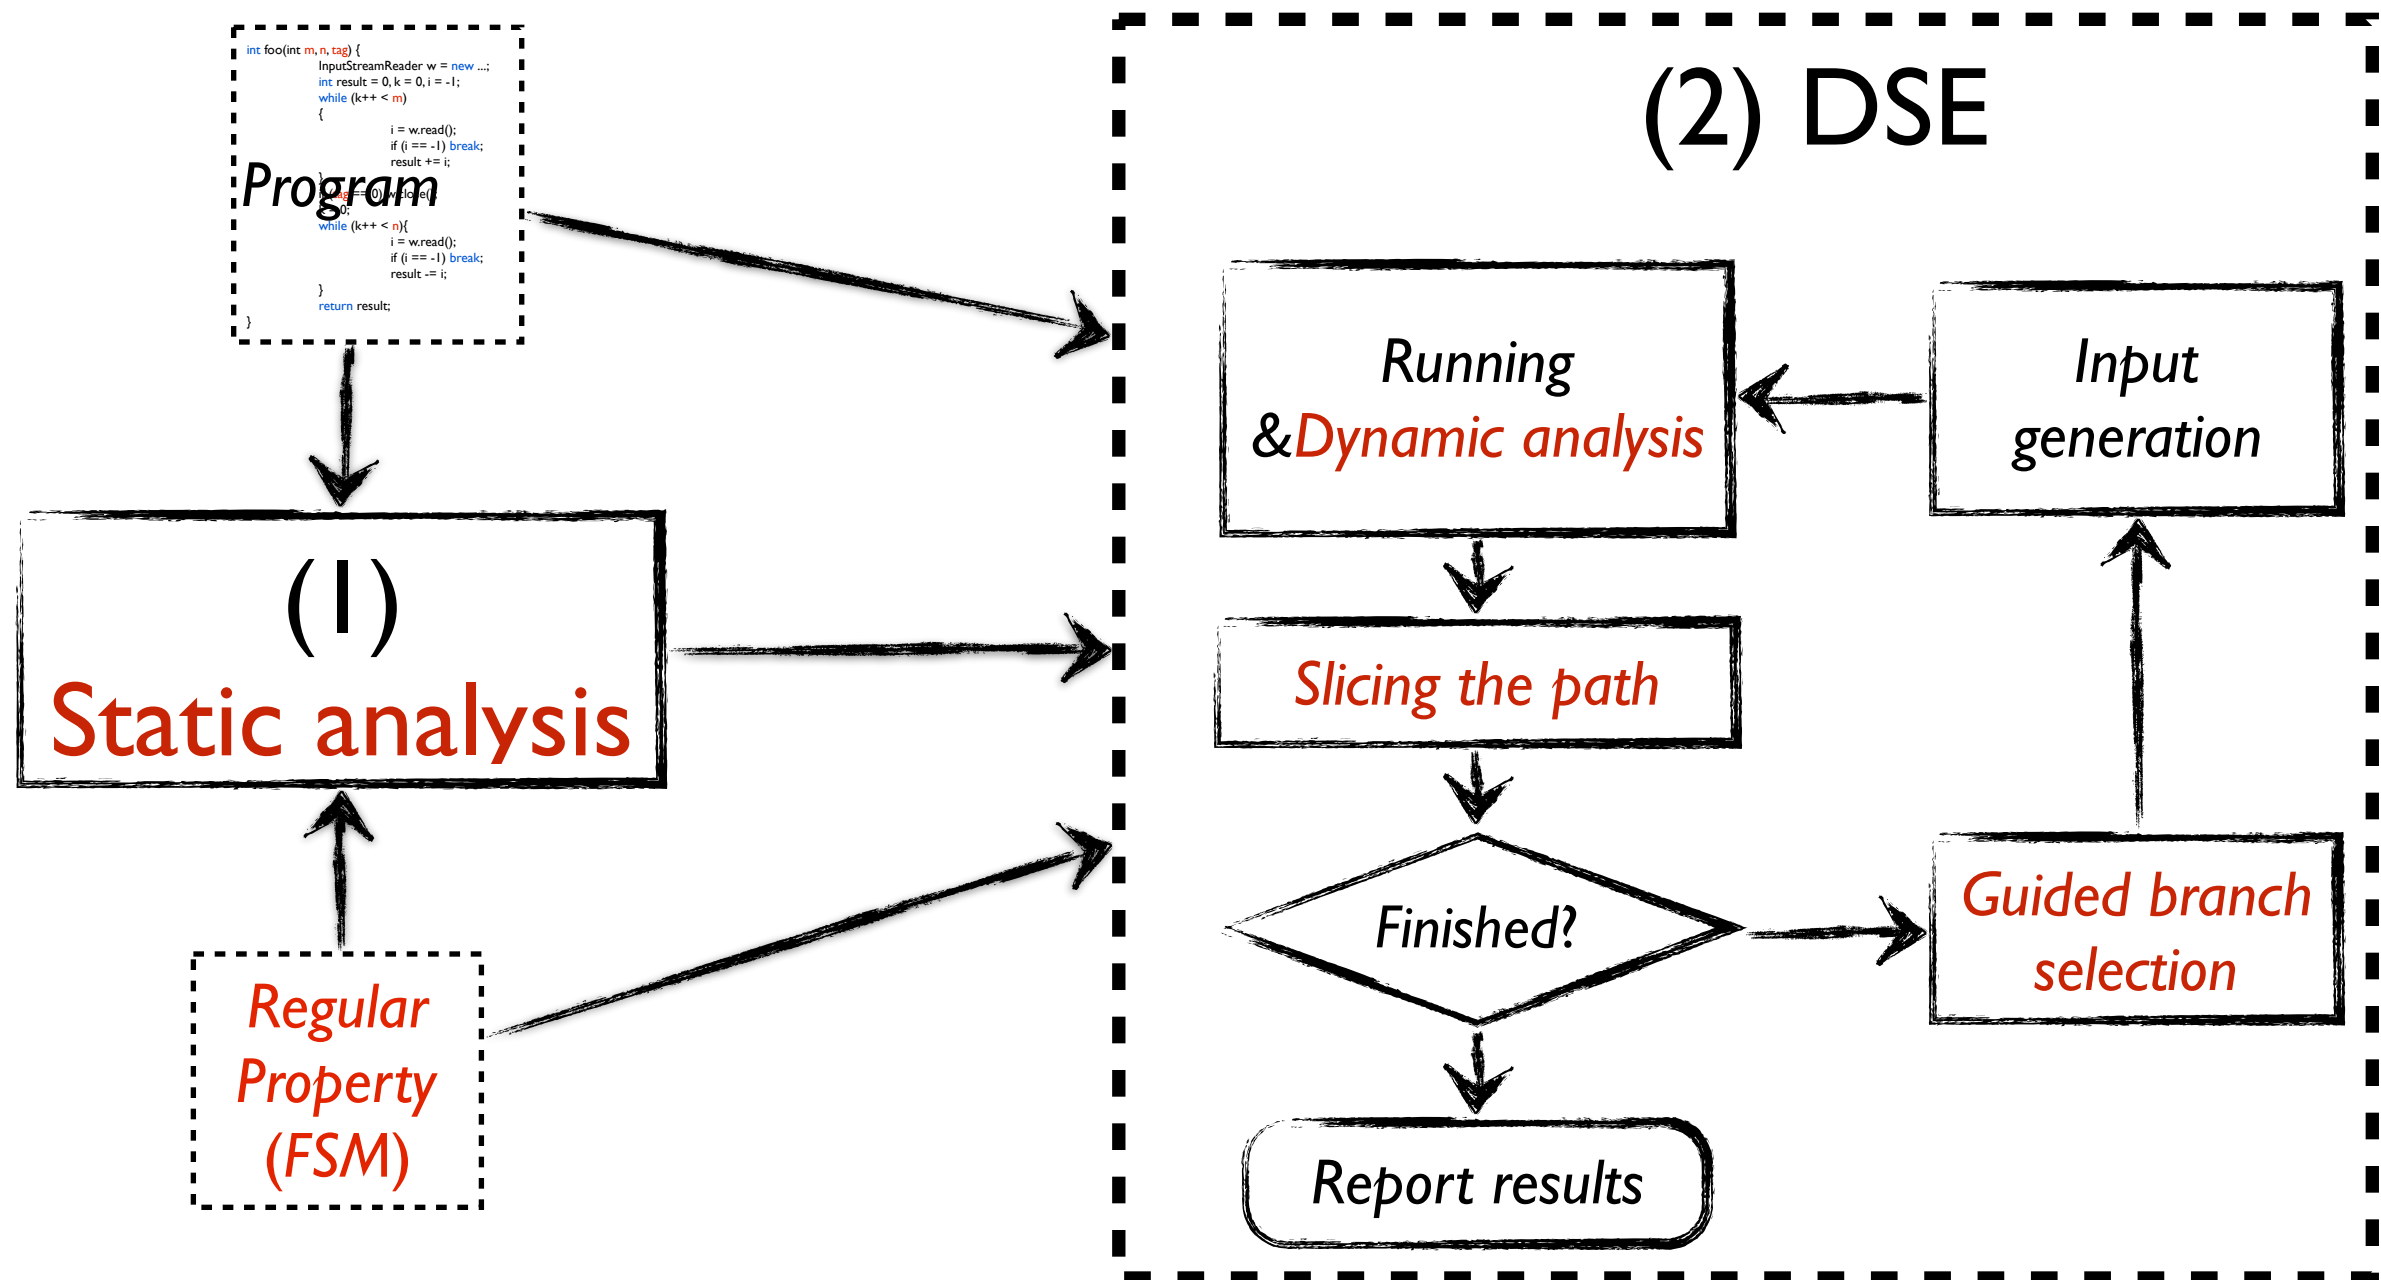 int foo(int m, n, tag) {
InputStreamReader w = new ...;
int result = 0, k = 0, i = -1;
while (k++ < m)
{
i = w.read();
if (i == -1) break;
result += i;
}
Program
while (k++ < n){
i = w.read();
if (i == -1) break;
result -= i;
}
return result;
}
(1)
Static analysis
Regular
Property
(FSM)
(2) DSE
Running
&Dynamic analysis
Input
generation
Slicing the path
Finished?
Guided branch
selection
Report results